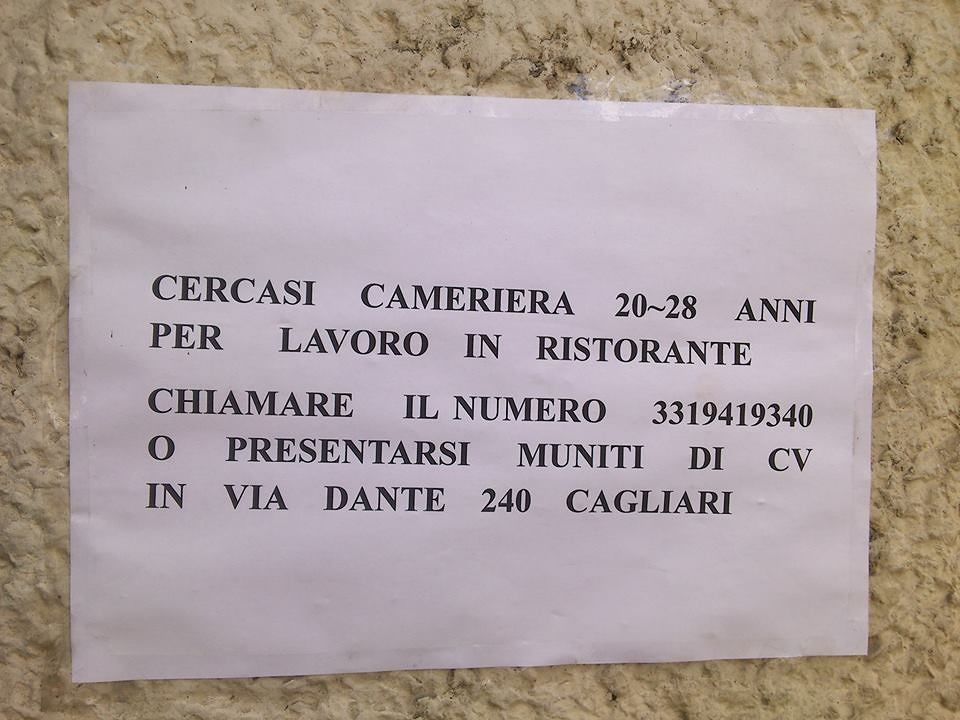 CERCASI CAMERIERA 20~28 ANNI
PER LAVORO IN RISTORANTE
CHIAMARE IL NUMERO 3319419340
O PRESENTARSI MUNITI DI CV
IN VIA DANTE 240 CAGLIARI